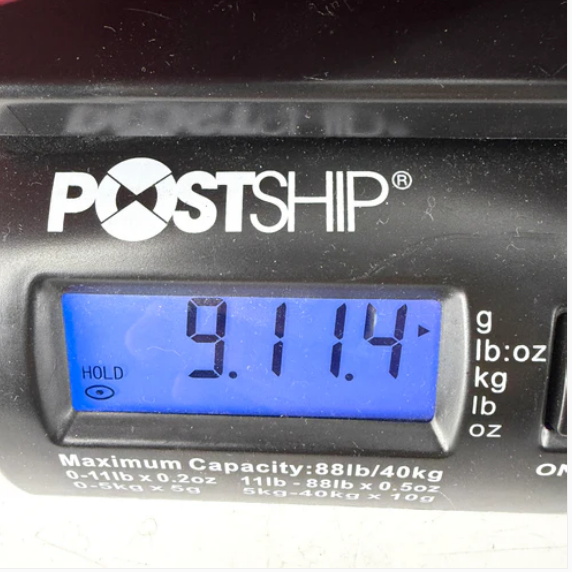 POSTSHIP®
9.11.4
HOLD
g
lb:oz
kg
lb
oz
Maximum Capacity:88lb/40kg
0-11lb x 0.2oz 11lb - 88lb x 0.5oz
0-5kg x 5g 5kg-40kg x 10g